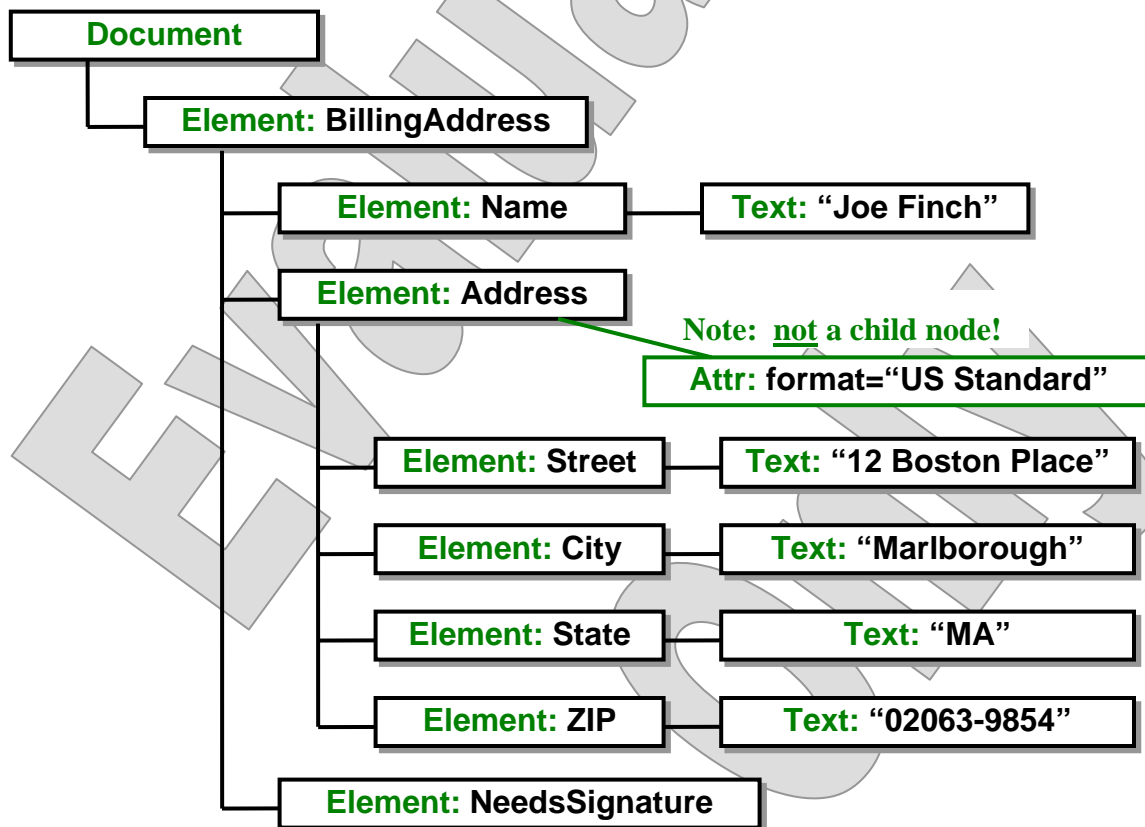 Document
Element: BillingAddress
Element: Name
Text: “Joe Finch”
Element: Address
Note: not a child node!
Attr: format=“US Standard”
Element: Street
Text: “12 Boston Place”
Element: City
Text: “Marlborough”
Element: State
Text: “MA”
Element: ZIP
Text: “02063-9854”
Element: NeedsSignature